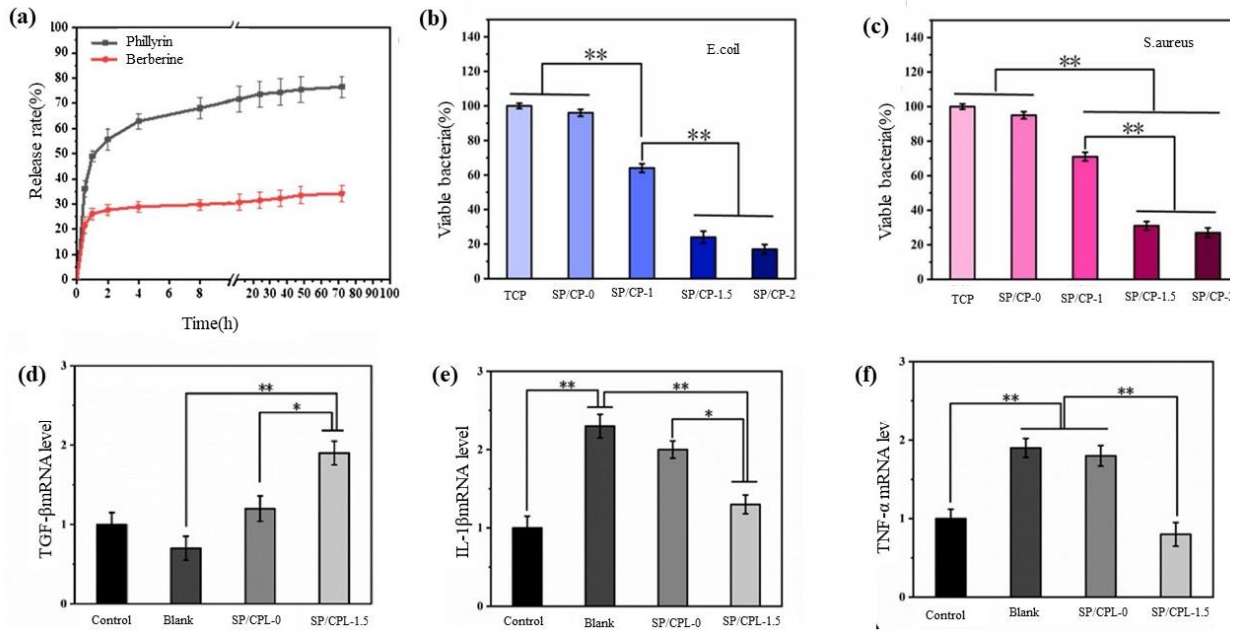 (a)
100
90
80
70
60
50
40
30
20
10
0
Release rate(%)
Phillyrin
Berberine
0 2 4 6 8 20 30 40 50 60 70 80 90 100
Time(h)
(b)
140
120
100
80
60
40
20
0
Viable bacteria(%)
E.coil
**
**
TCP SP/CP-0 SP/CP-1 SP/CP-1.5 SP/CP-2
(c)
140
120
100
80
60
40
20
0
Viable bacteria(%)
S.aureus
**
**
TCP SP/CP-0 SP/CP-1 SP/CP-1.5
(d)
3
2
1
0
TGF-βmRNA level
**
*
Control Blank SP/CPL-0 SP/CPL-1.5
(e)
3
2
1
0
IL-1βmRNA level
**
**
*
Control Blank SP/CPL-0 SP/CPL-1.5
(f)
3
2
1
0
TNF-α mRNA lev
**
**
Control Blank SP/CPL-0 SP/CPL-1.5